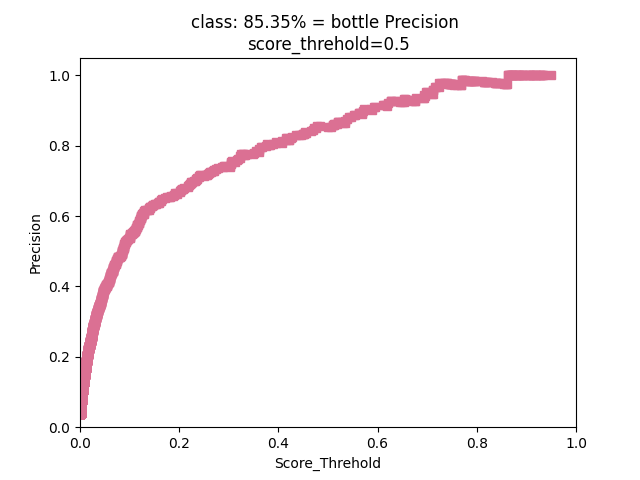 class: 85.35% = bottle Precision
score_threhold=0.5
1.0
0.8
0.6
0.4
0.2
0.0
Precision
0.0 0.2 0.4 0.6 0.8 1.0
Score_Threhold